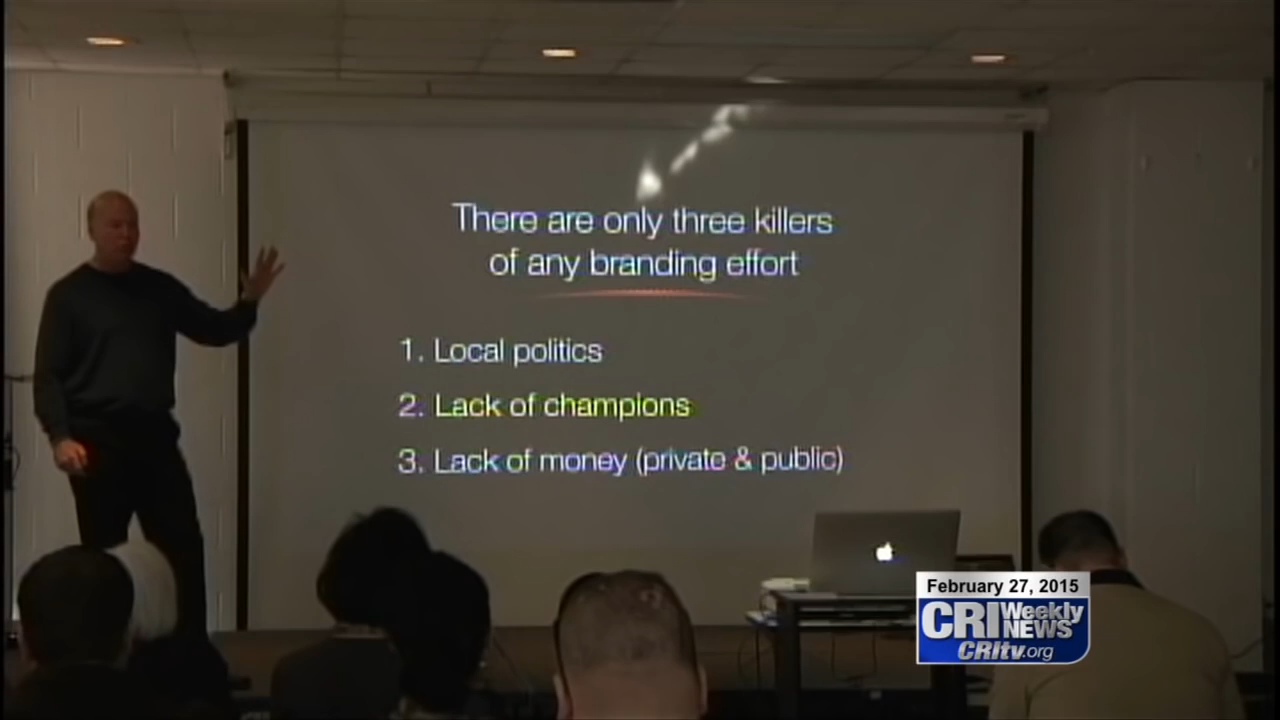 There are only three killers
of any branding effort
1. Local politics
2. Lack of champions
3. Lack of money (private & public)
February 27, 2015
CRI Weekly
NEWS
CRItv.org